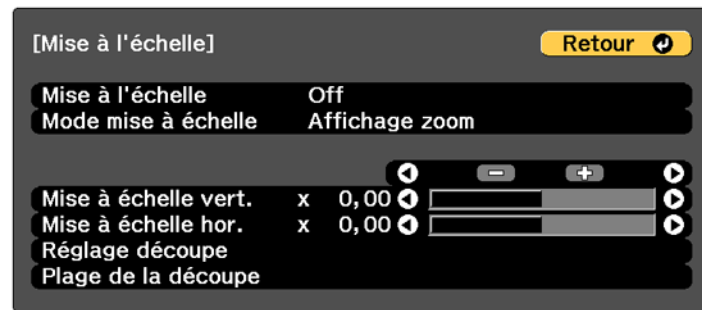 [Mise à l'échelle] Retour
Mise à l'échelle Off
Mode mise à échelle Affichage zoom
Mise à échelle vert. x 0,00
Mise à échelle hor. x 0,00
Réglage découpe
Plage de la découpe